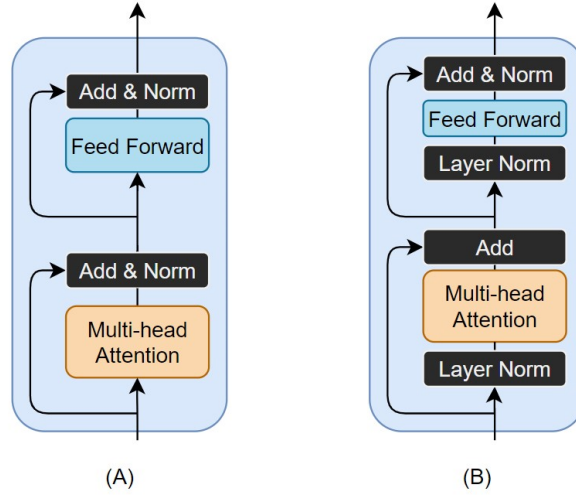 Add & Norm
Feed Forward
Add & Norm
Multi-head
Attention
(A)
Add & Norm
Feed Forward
Layer Norm
Add
Multi-head
Attention
Layer Norm
(B)